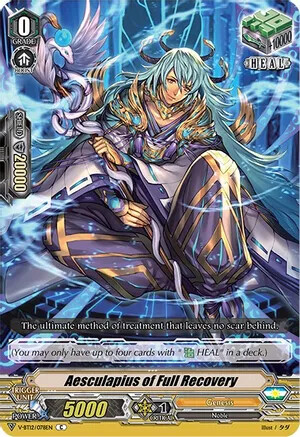 0
GRADE
BOOST
+10000
HEAL
20000
The ultimate method of treatment that leaves no scar behind.
(You may only have up to four cards with " HEAL" in a deck.)
Aesculapius of Full Recovery
TRIGGER UNIT
V-BT12/078EN C
POWER 5000
1
CRITICAL
Genesis
Noble
Illust /